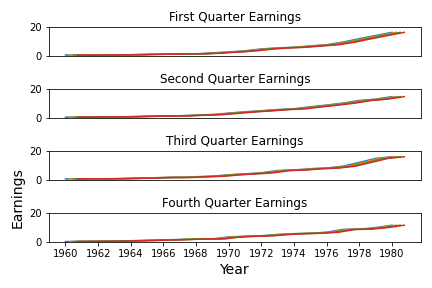 First Quarter Earnings
20
0
Second Quarter Earnings
20
0
Third Quarter Earnings
20
0
Fourth Quarter Earnings
20
0
1960 1962 1964 1966 1968 1970 1972 1974 1976 1978 1980
Earnings
Year